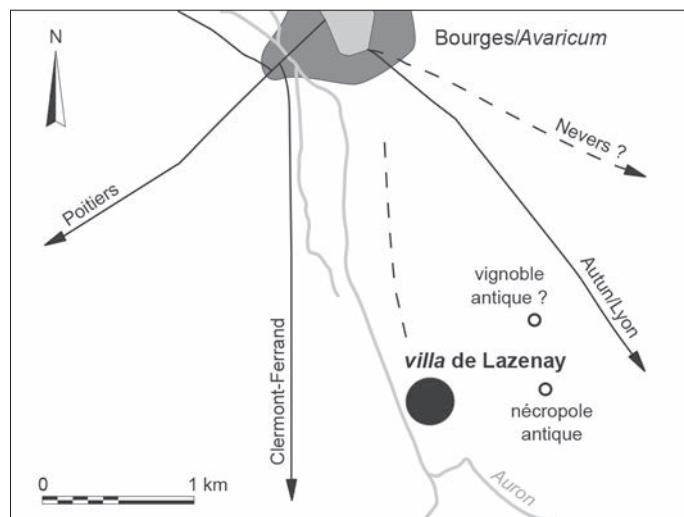 N
Bourges/Avaricum
Nevers ?
Poitiers
Autun/Lyon
Clermont-Ferrand
vignoble
antique ?
villa de Lazenay
nécropole
antique
Auron
0 1 km